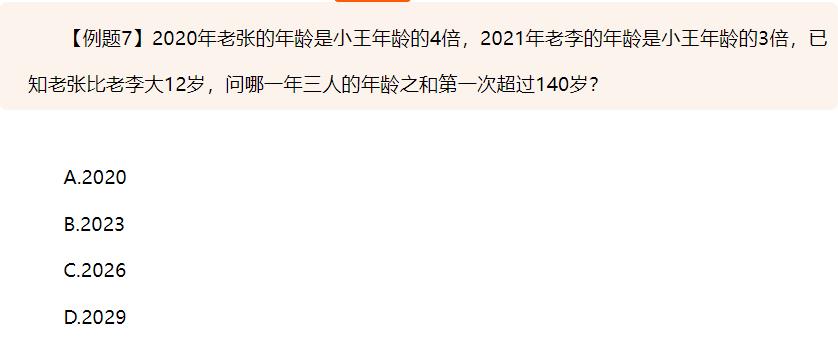 【例题7】2020年老张的年龄是小王年龄的4倍，2021年老李的年龄是小王年龄的3倍，已
知老张比老李大12岁，问哪一年三人的年龄之和第一次超过140岁？
A.2020
B.2023
C.2026
D.2029